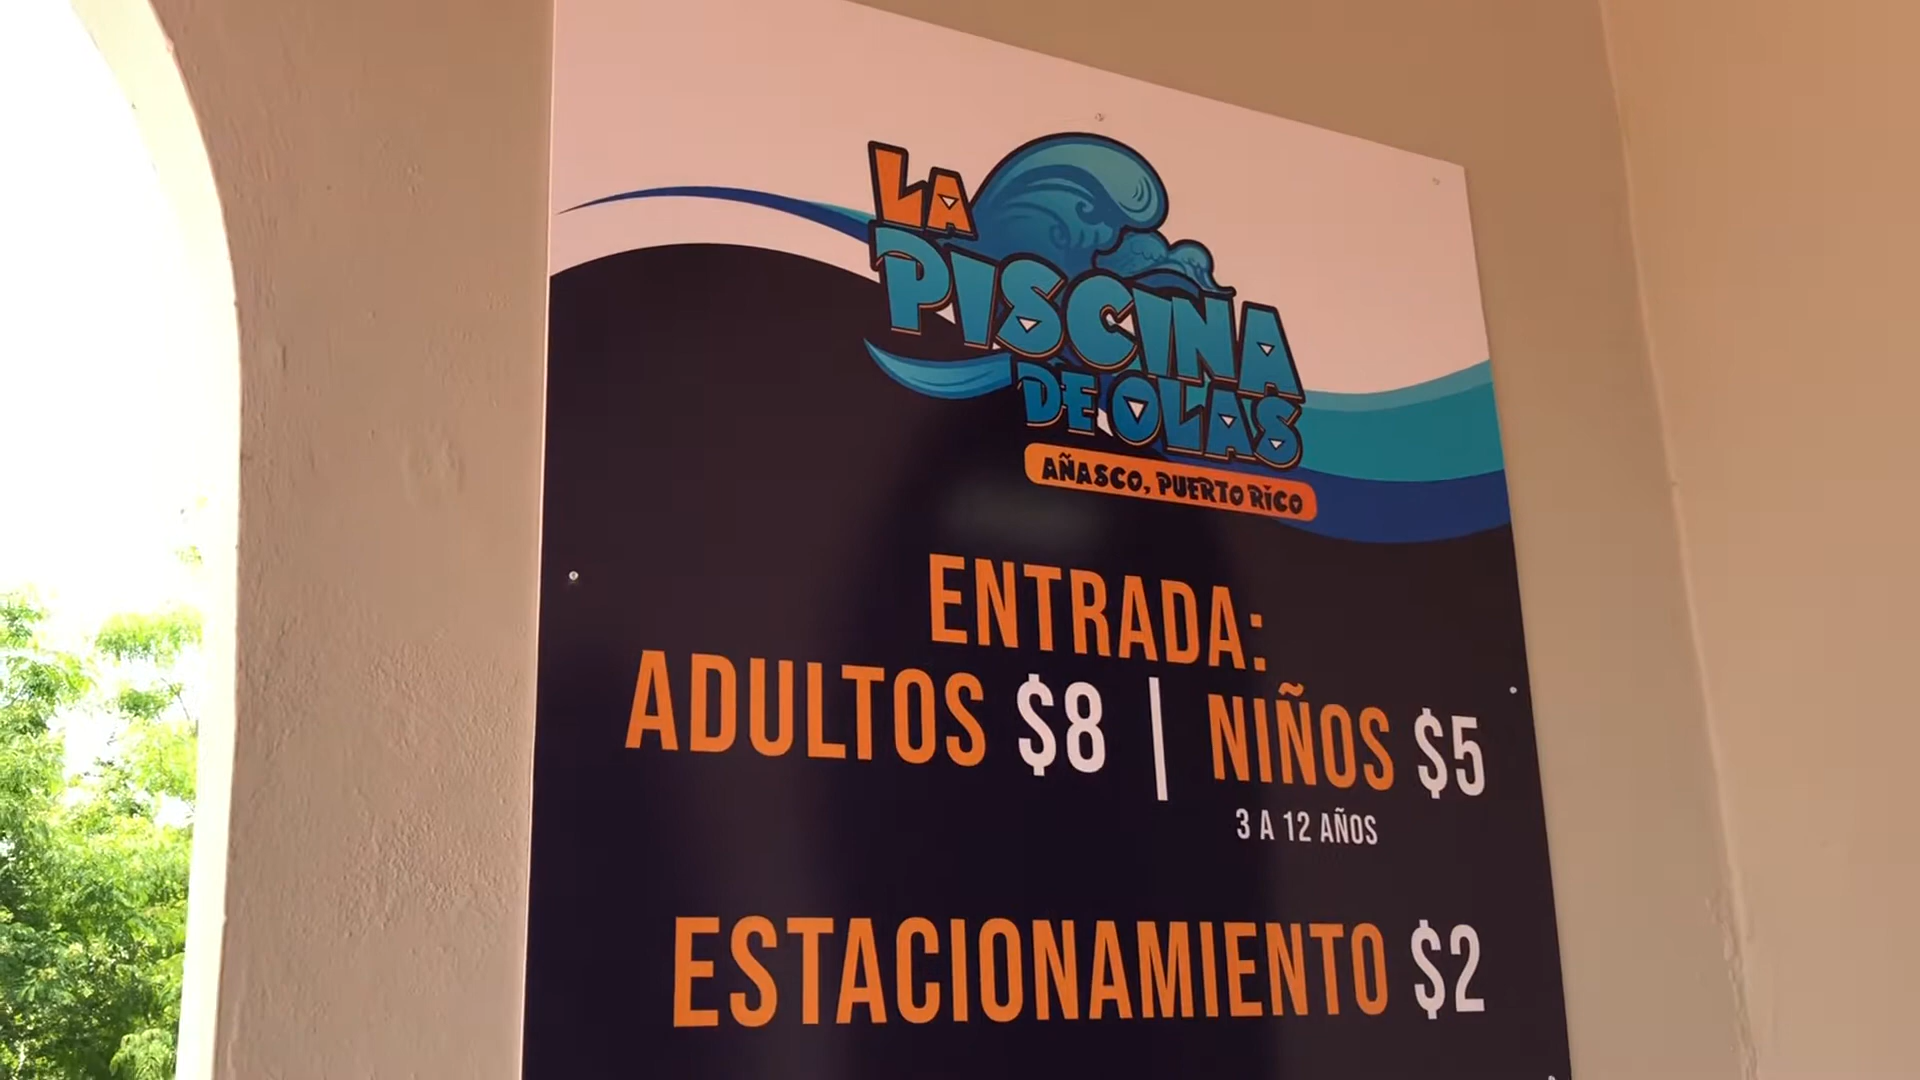 LA
PISCINA
DE OLAS
AÑASCO, PUERTO RICO
ENTRADA:
ADULTOS $8 | NIÑOS $5
3 A 12 AÑOS
ESTACIONAMIENTO $2